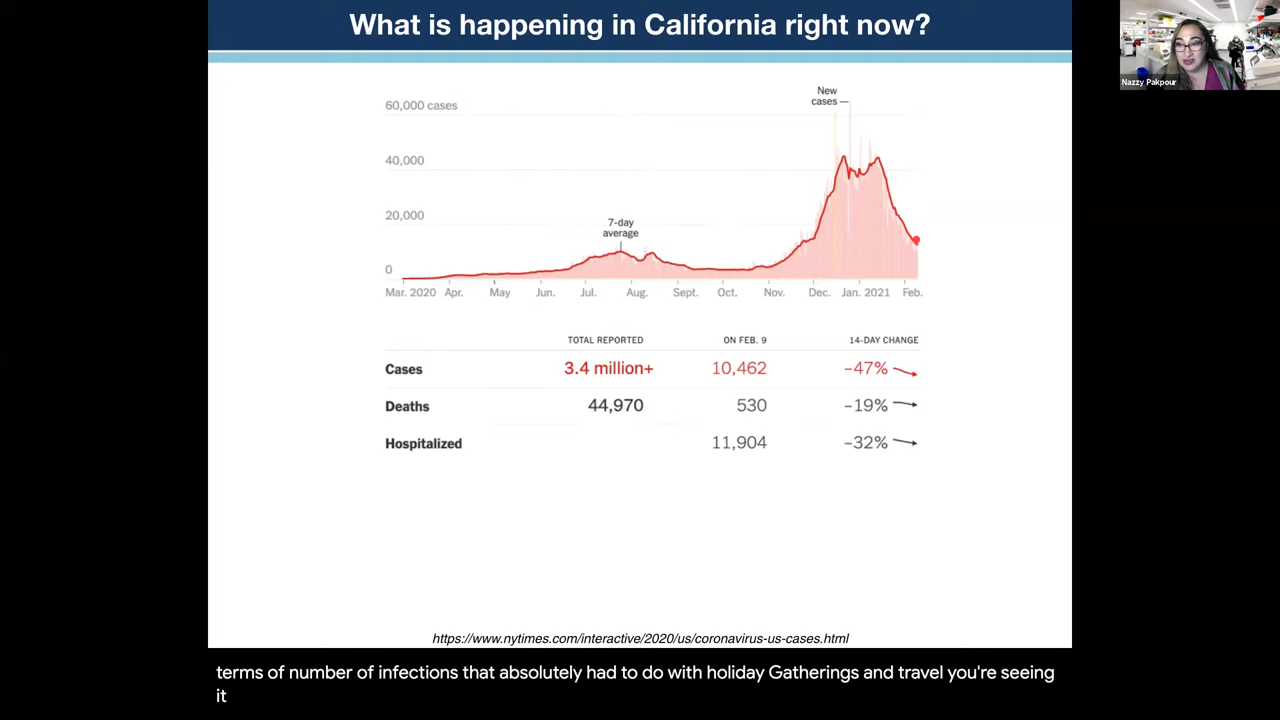 What is happening in California right now?
Nazzy Pakpour
New
cases
60,000 cases
40,000
20,000
0
7-day
average
Mar. 2020 Apr. May Jun. Jul. Aug. Sept. Oct. Nov. Dec. Jan. 2021 Feb.
TOTAL REPORTED ON FEB. 9 14-DAY CHANGE
Cases 3.4 million+ 10,462 –47%
Deaths 44,970 530 –19%
Hospitalized 11,904 –32%
https://www.nytimes.com/interactive/2020/us/coronavirus-us-cases.html
terms of number of infections that absolutely had to do with holiday Gatherings and travel you're seeing
it